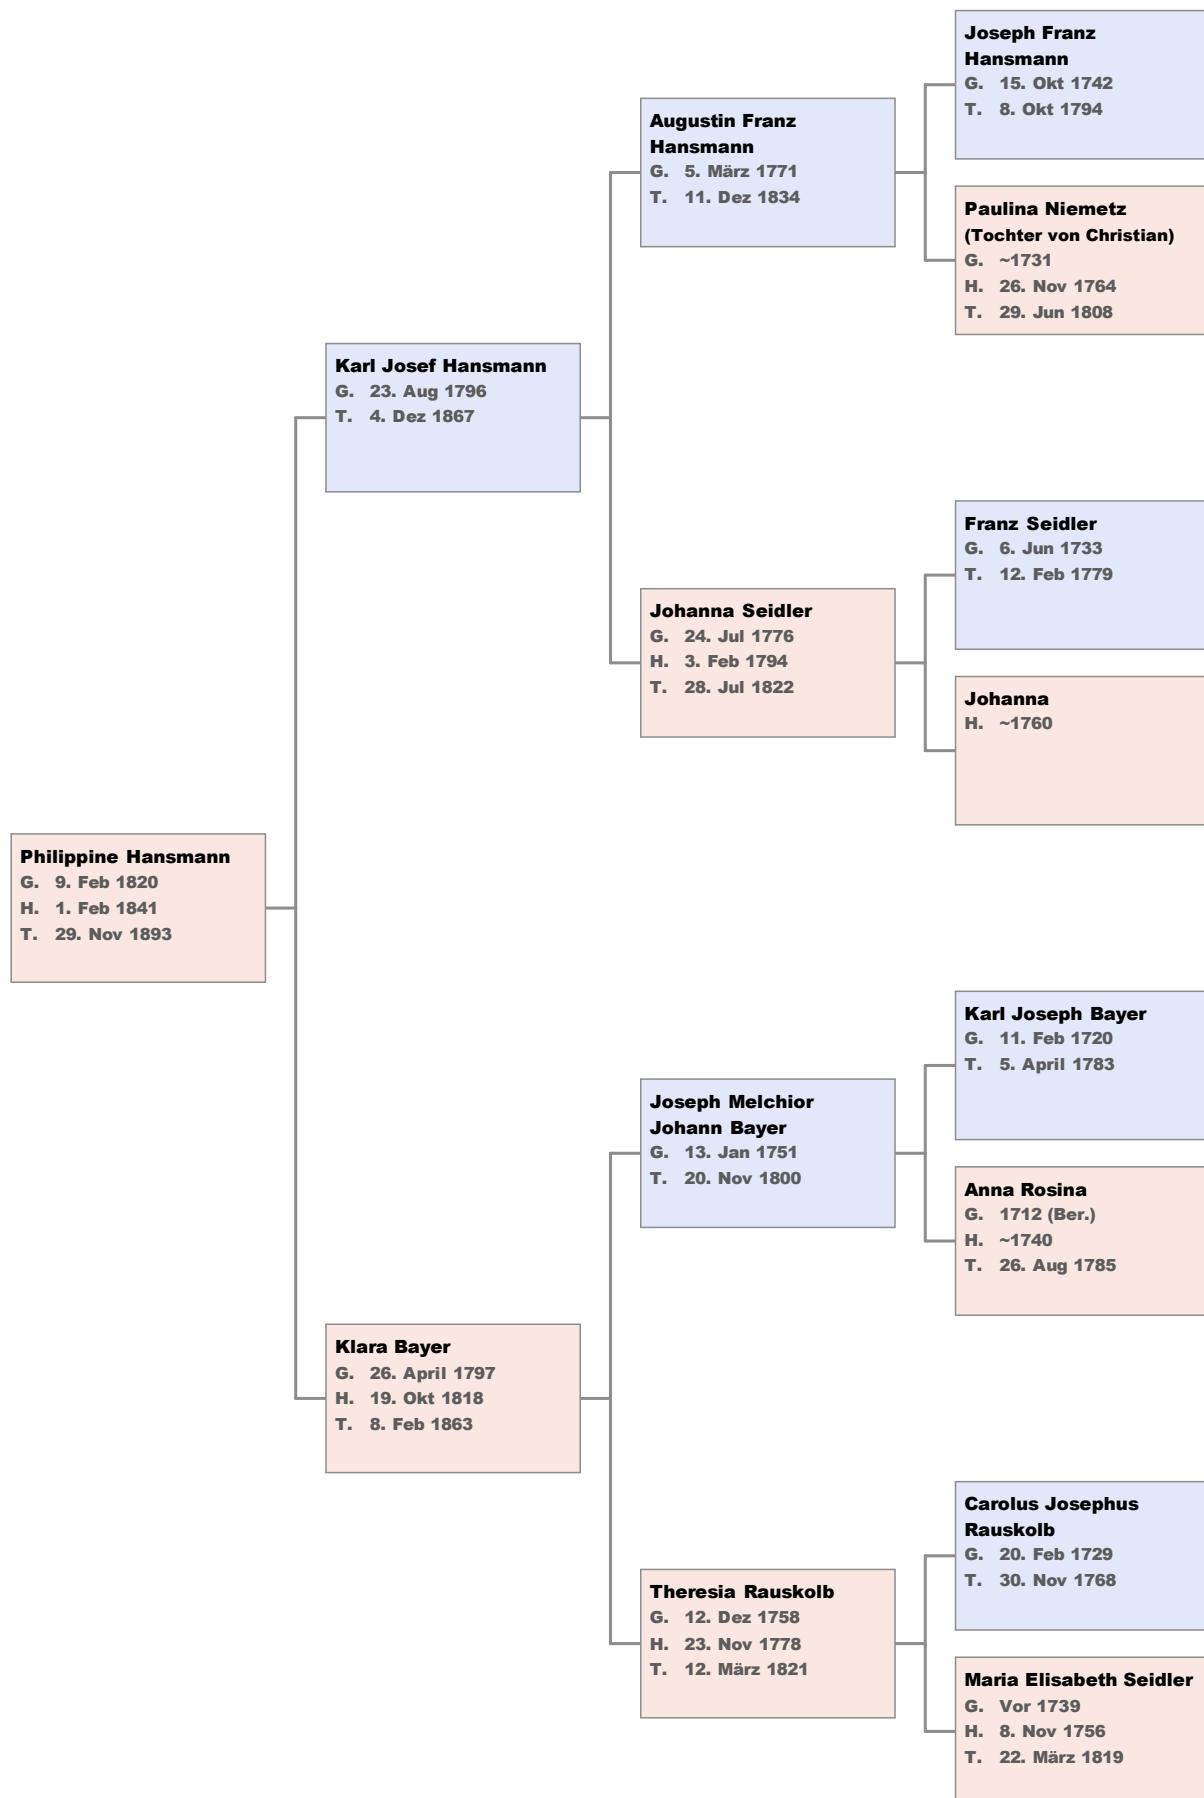 Joseph Franz
Hansmann
G. 15. Okt 1742
T. 8. Okt 1794
Augustin Franz
Hansmann
G. 5. März 1771
T. 11. Dez 1834
Paulina Niemetz
(Tochter von Christian)
G. ~1731
H. 26. Nov 1764
T. 29. Jun 1808
Karl Josef Hansmann
G. 23. Aug 1796
T. 4. Dez 1867
Franz Seidler
G. 6. Jun 1733
T. 12. Feb 1779
Johanna Seidler
G. 24. Jul 1776
H. 3. Feb 1794
T. 28. Jul 1822
Johanna
H. ~1760
Philippine Hansmann
G. 9. Feb 1820
H. 1. Feb 1841
T. 29. Nov 1893
Karl Joseph Bayer
G. 11. Feb 1720
T. 5. April 1783
Joseph Melchior
Johann Bayer
G. 13. Jan 1751
T. 20. Nov 1800
Anna Rosina
G. 1712 (Ber.)
H. ~1740
T. 26. Aug 1785
Klara Bayer
G. 26. April 1797
H. 19. Okt 1818
T. 8. Feb 1863
Carolus Josephus
Rauskolb
G. 20. Feb 1729
T. 30. Nov 1768
Theresia Rauskolb
G. 12. Dez 1758
H. 23. Nov 1778
T. 12. März 1821
Maria Elisabeth Seidler
G. Vor 1739
H. 8. Nov 1756
T. 22. März 1819